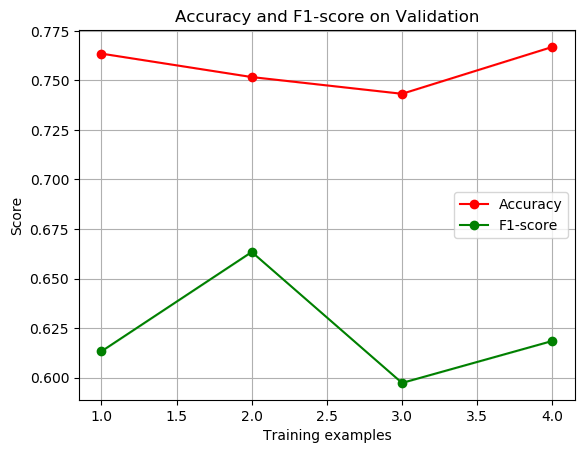 Accuracy and F1-score on Validation
0.775
0.750
0.725
0.700
0.675
0.650
0.625
0.600
Score
Accuracy
F1-score
1.0 1.5 2.0 2.5 3.0 3.5 4.0
Training examples